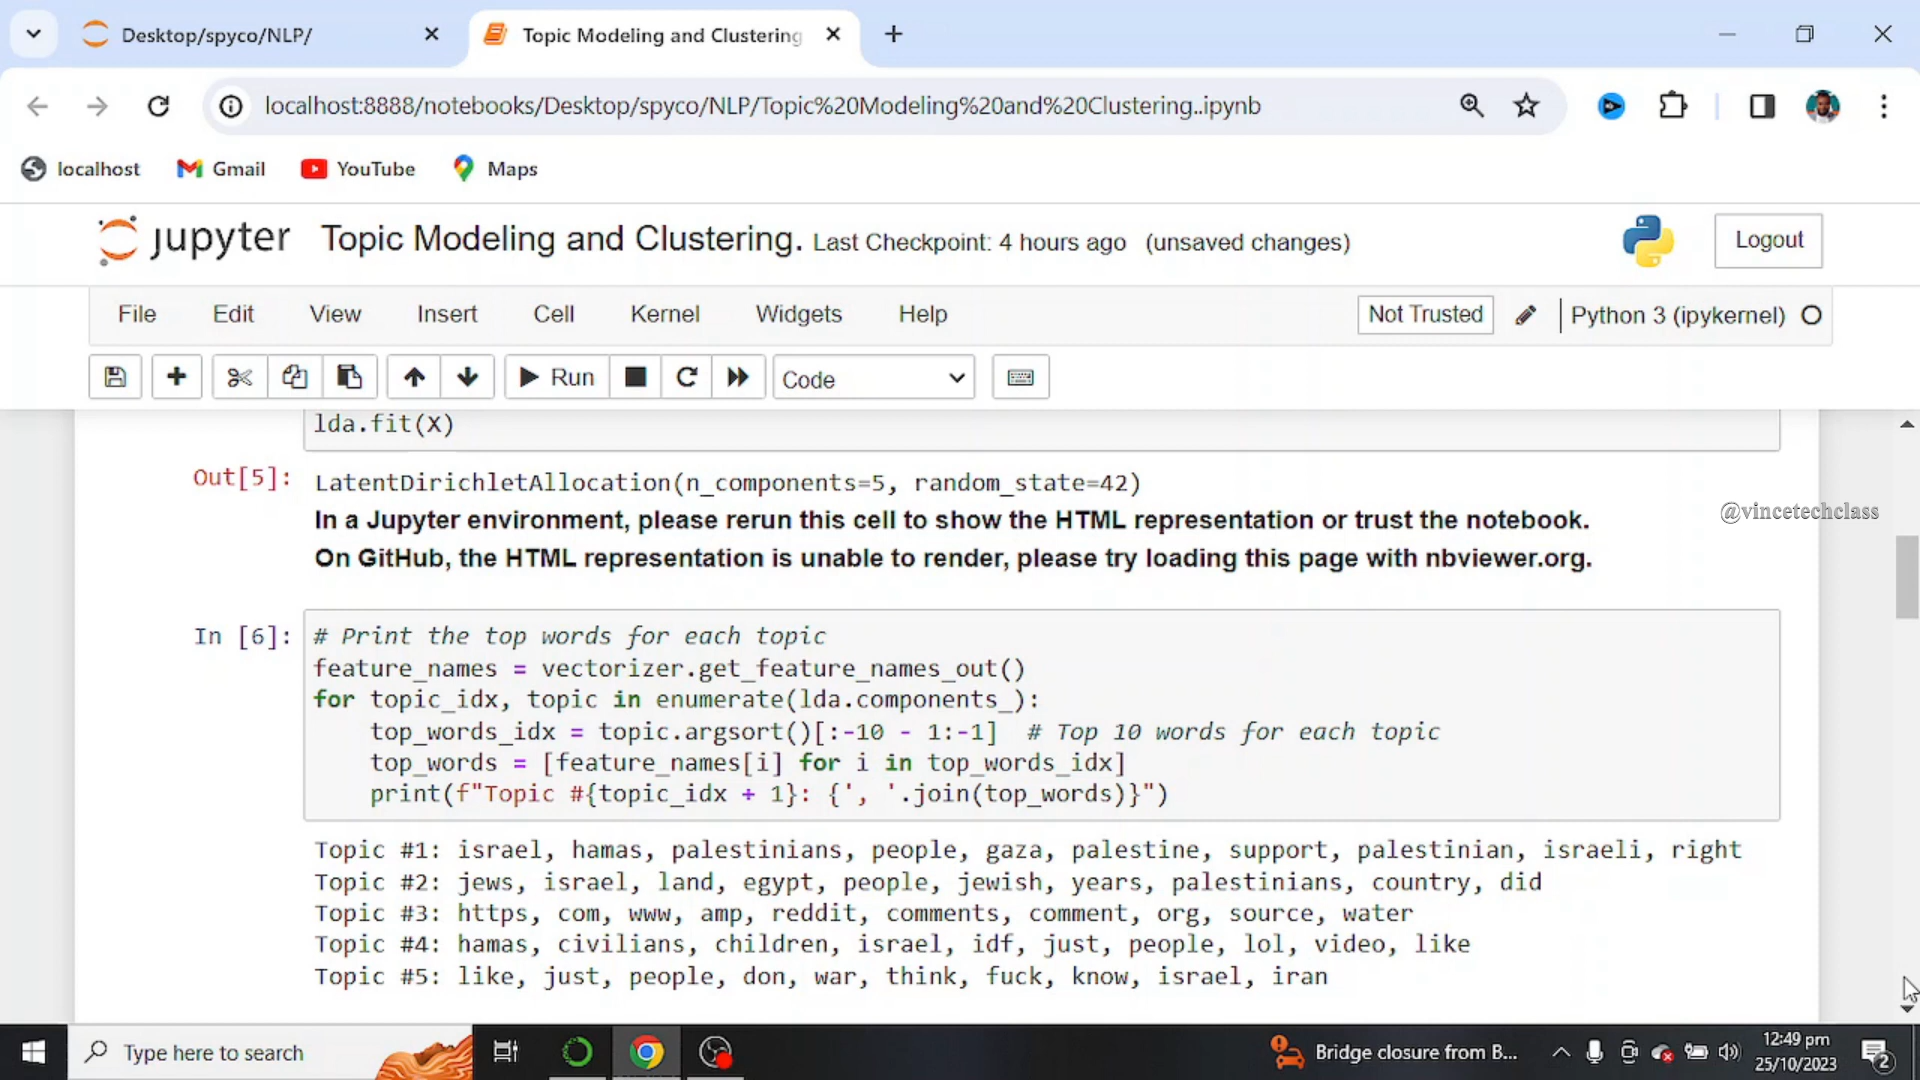 Desktop/spyco/NLP/
Topic Modeling and Clustering
localhost:8888/notebooks/Desktop/spyco/NLP/Topic%20Modeling%20and%20Clustering..ipynb
localhost
Gmail
YouTube
Maps
jupyter
Topic Modeling and Clustering. Last Checkpoint: 4 hours ago (unsaved changes)
Logout
File
Edit
View
Insert
Cell
Kernel
Widgets
Help
Not Trusted
Python 3 (ipykernel)
Run
Code
lda.fit(X)
Out[5]: LatentDirichletAllocation(n_components=5, random_state=42)
In a Jupyter environment, please rerun this cell to show the HTML representation or trust the notebook.
On GitHub, the HTML representation is unable to render, please try loading this page with nbviewer.org.
@vincetechclass
In [6]: # Print the top words for each topic
feature_names = vectorizer.get_feature_names_out()
for topic_idx, topic in enumerate(lda.components_):
    top_words_idx = topic.argsort()[:-10 - 1:-1]  # Top 10 words for each topic
    top_words = [feature_names[i] for i in top_words_idx]
    print(f"Topic #{topic_idx + 1}: {', '.join(top_words)}")
Topic #1: israel, hamas, palestinians, people, gaza, palestine, support, palestinian, israeli, right
Topic #2: jews, israel, land, egypt, people, jewish, years, palestinians, country, did
Topic #3: https, com, www, amp, reddit, comments, comment, org, source, water
Topic #4: hamas, civilians, children, israel, idf, just, people, lol, video, like
Topic #5: like, just, people, don, war, think, fuck, know, israel, iran
Type here to search
Bridge closure from B...
12:49 pm
25/10/2023
2